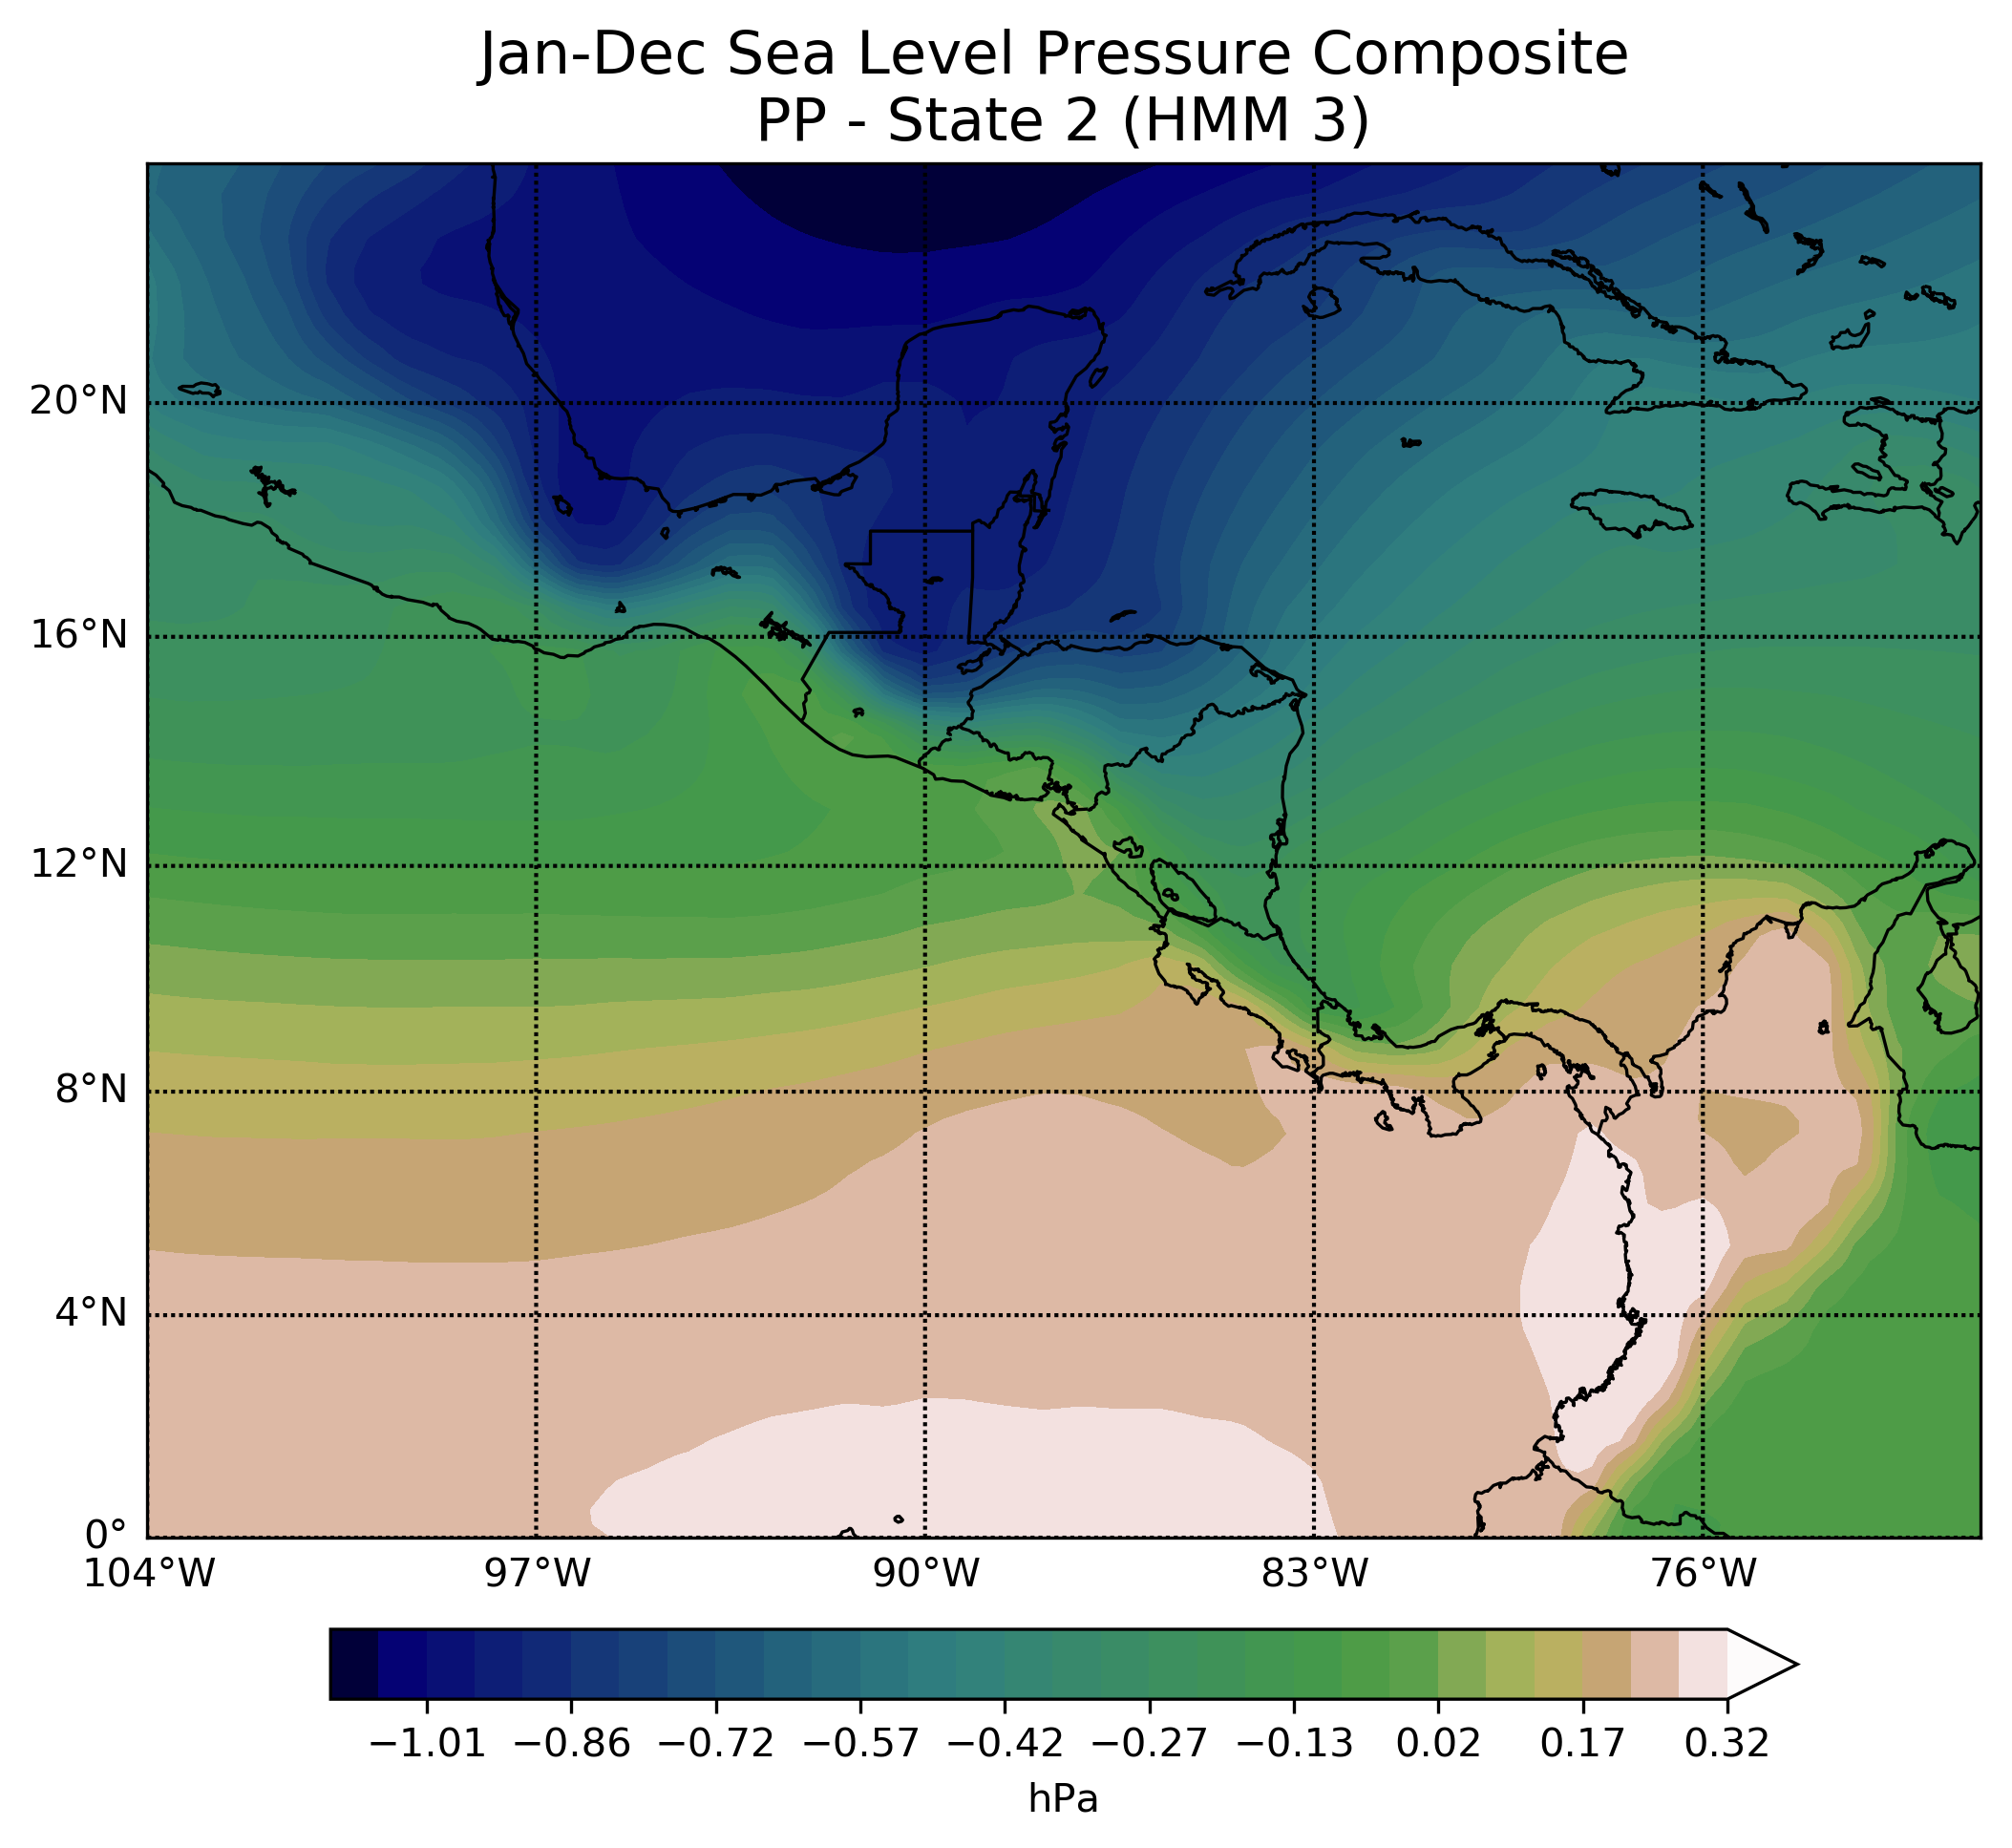 Jan-Dec Sea Level Pressure Composite
PP - State 2 (HMM 3)
20°N
16°N
12°N
8°N
4°N
0°
104°W 97°W 90°W 83°W 76°W
−1.01 −0.86 −0.72 −0.57 −0.42 −0.27 −0.13 0.02 0.17 0.32
hPa